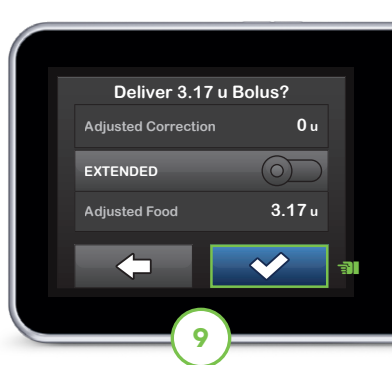 Deliver 3.17 u Bolus?
Adjusted Correction 0 u
EXTENDED
Adjusted Food 3.17 u
9